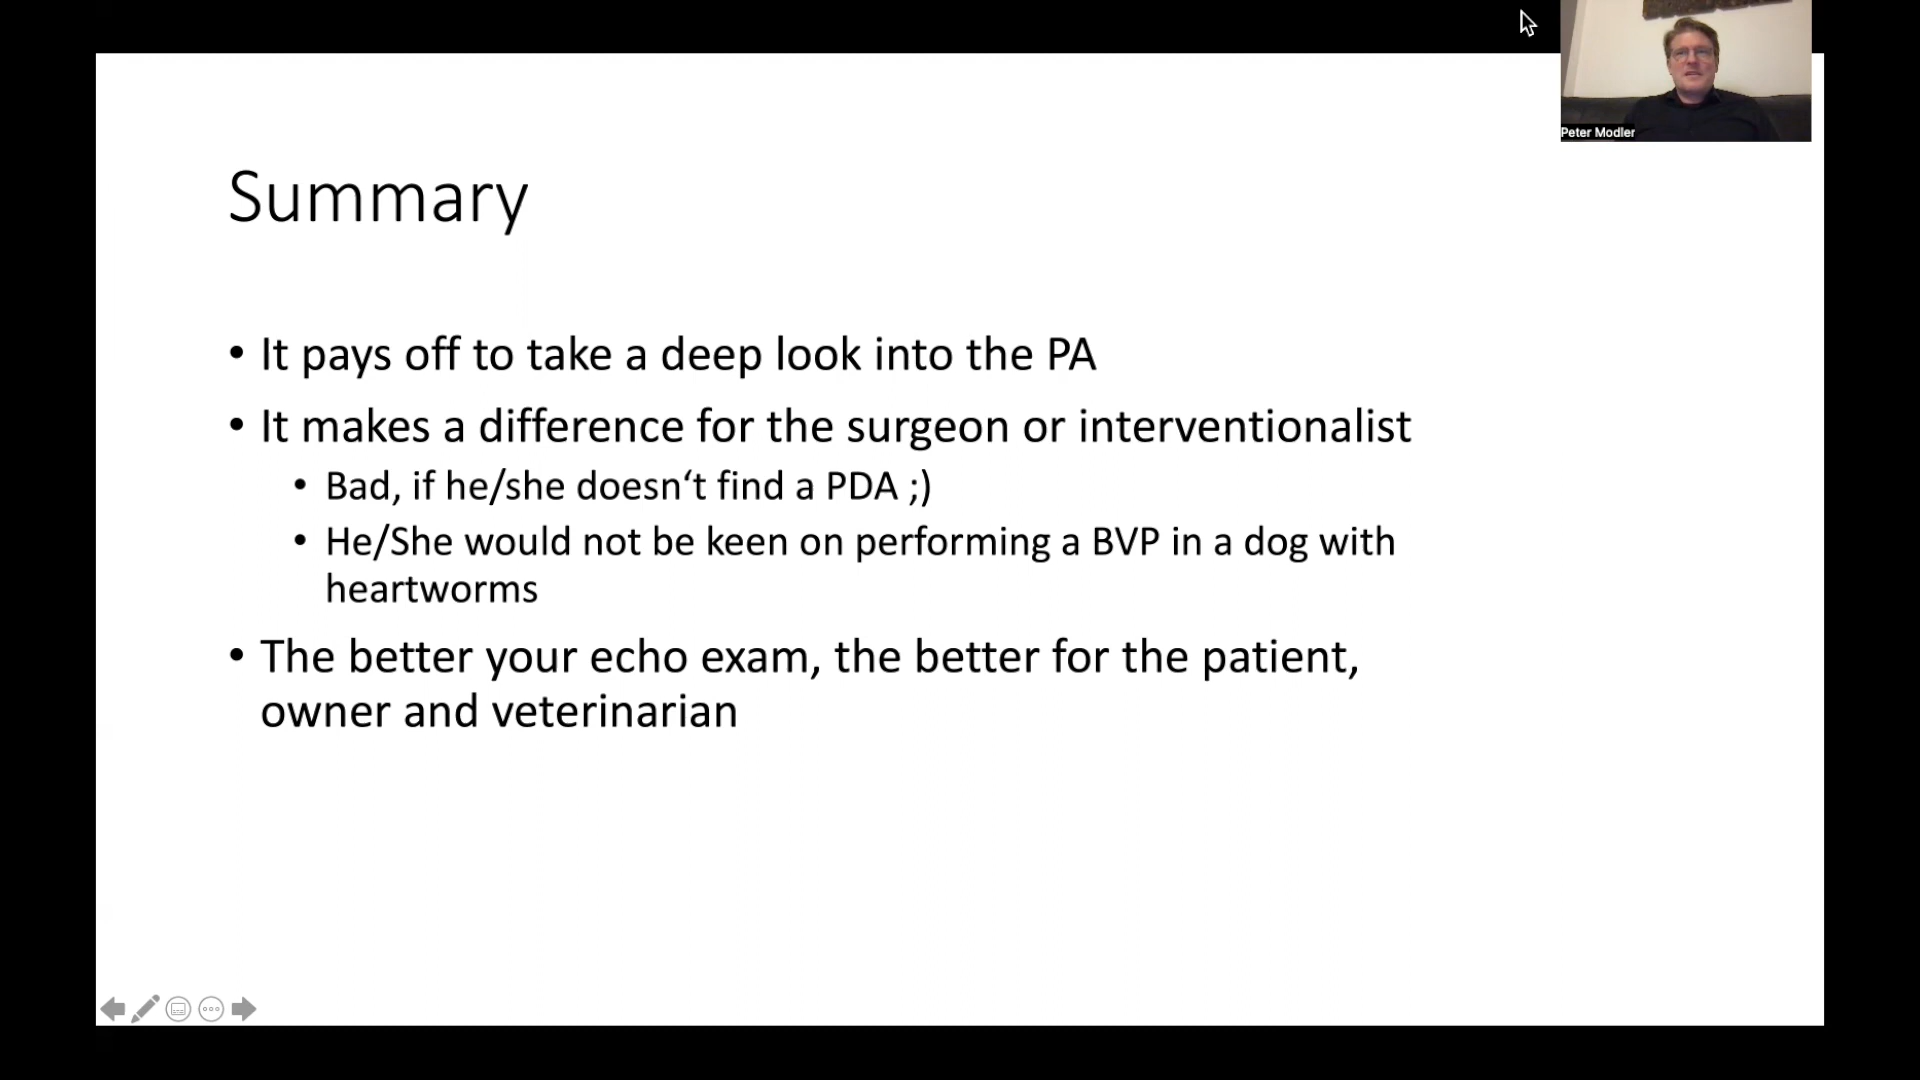 Peter Modler
Summary
• It pays off to take a deep look into the PA
• It makes a difference for the surgeon or interventionalist
• Bad, if he/she doesn‘t find a PDA ;)
• He/She would not be keen on performing a BVP in a dog with
heartworms
• The better your echo exam, the better for the patient,
owner and veterinarian